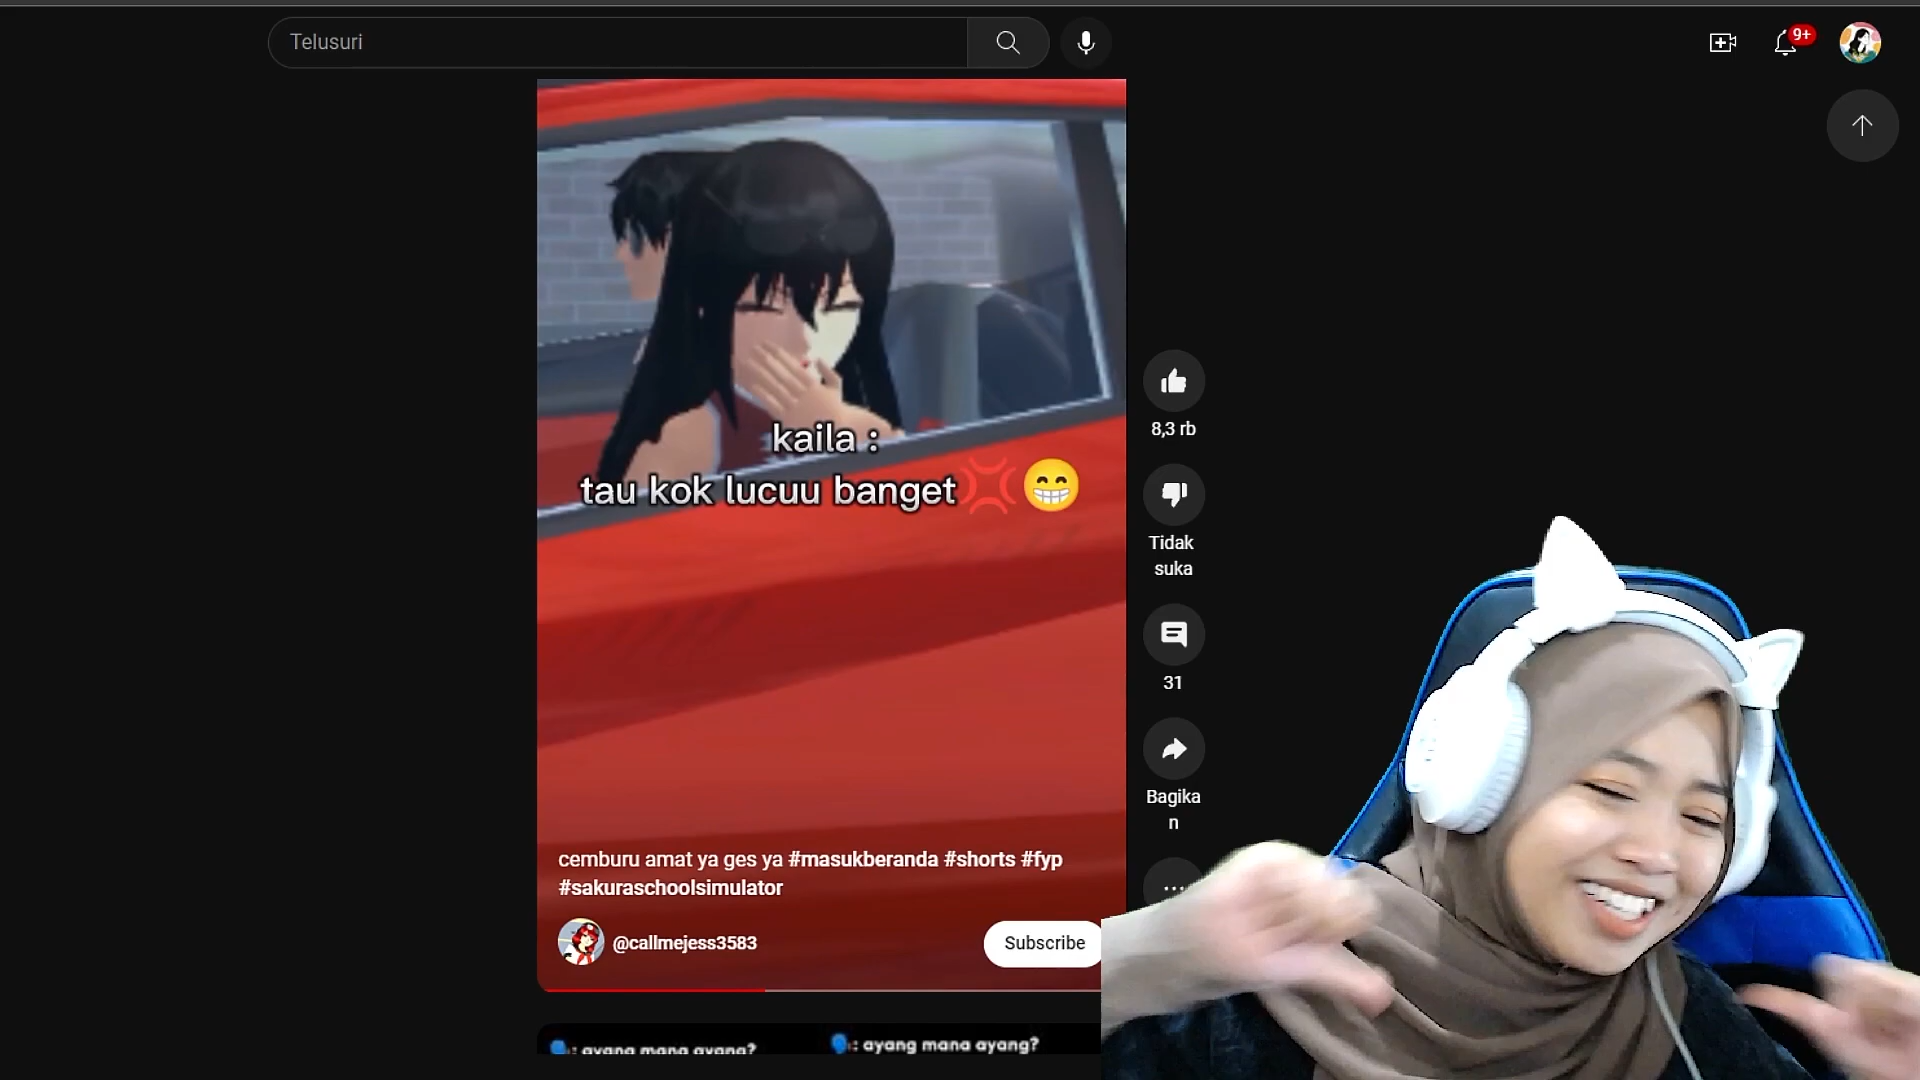 Telusuri
9+
kaila :
tau kok lucuu banget💢😁
8,3 rb
Tidak
suka
31
Bagika
n
cemburu amat ya ges ya #masukberanda #shorts #fyp
#sakuraschoolsimulator
@callmejess3583
Subscribe
🗣: ayang mana ayang?
🗣: ayang mana ayang?